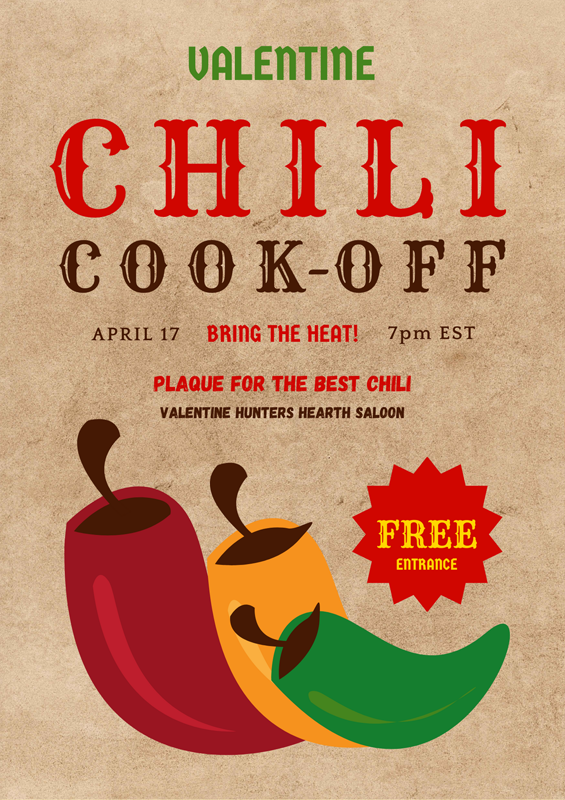 VALENTINE
CHILI
COOK-OFF
APRIL 17 BRING THE HEAT! 7pm EST
PLAQUE FOR THE BEST CHILI
VALENTINE HUNTERS HEARTH SALOON
FREE
ENTRANCE